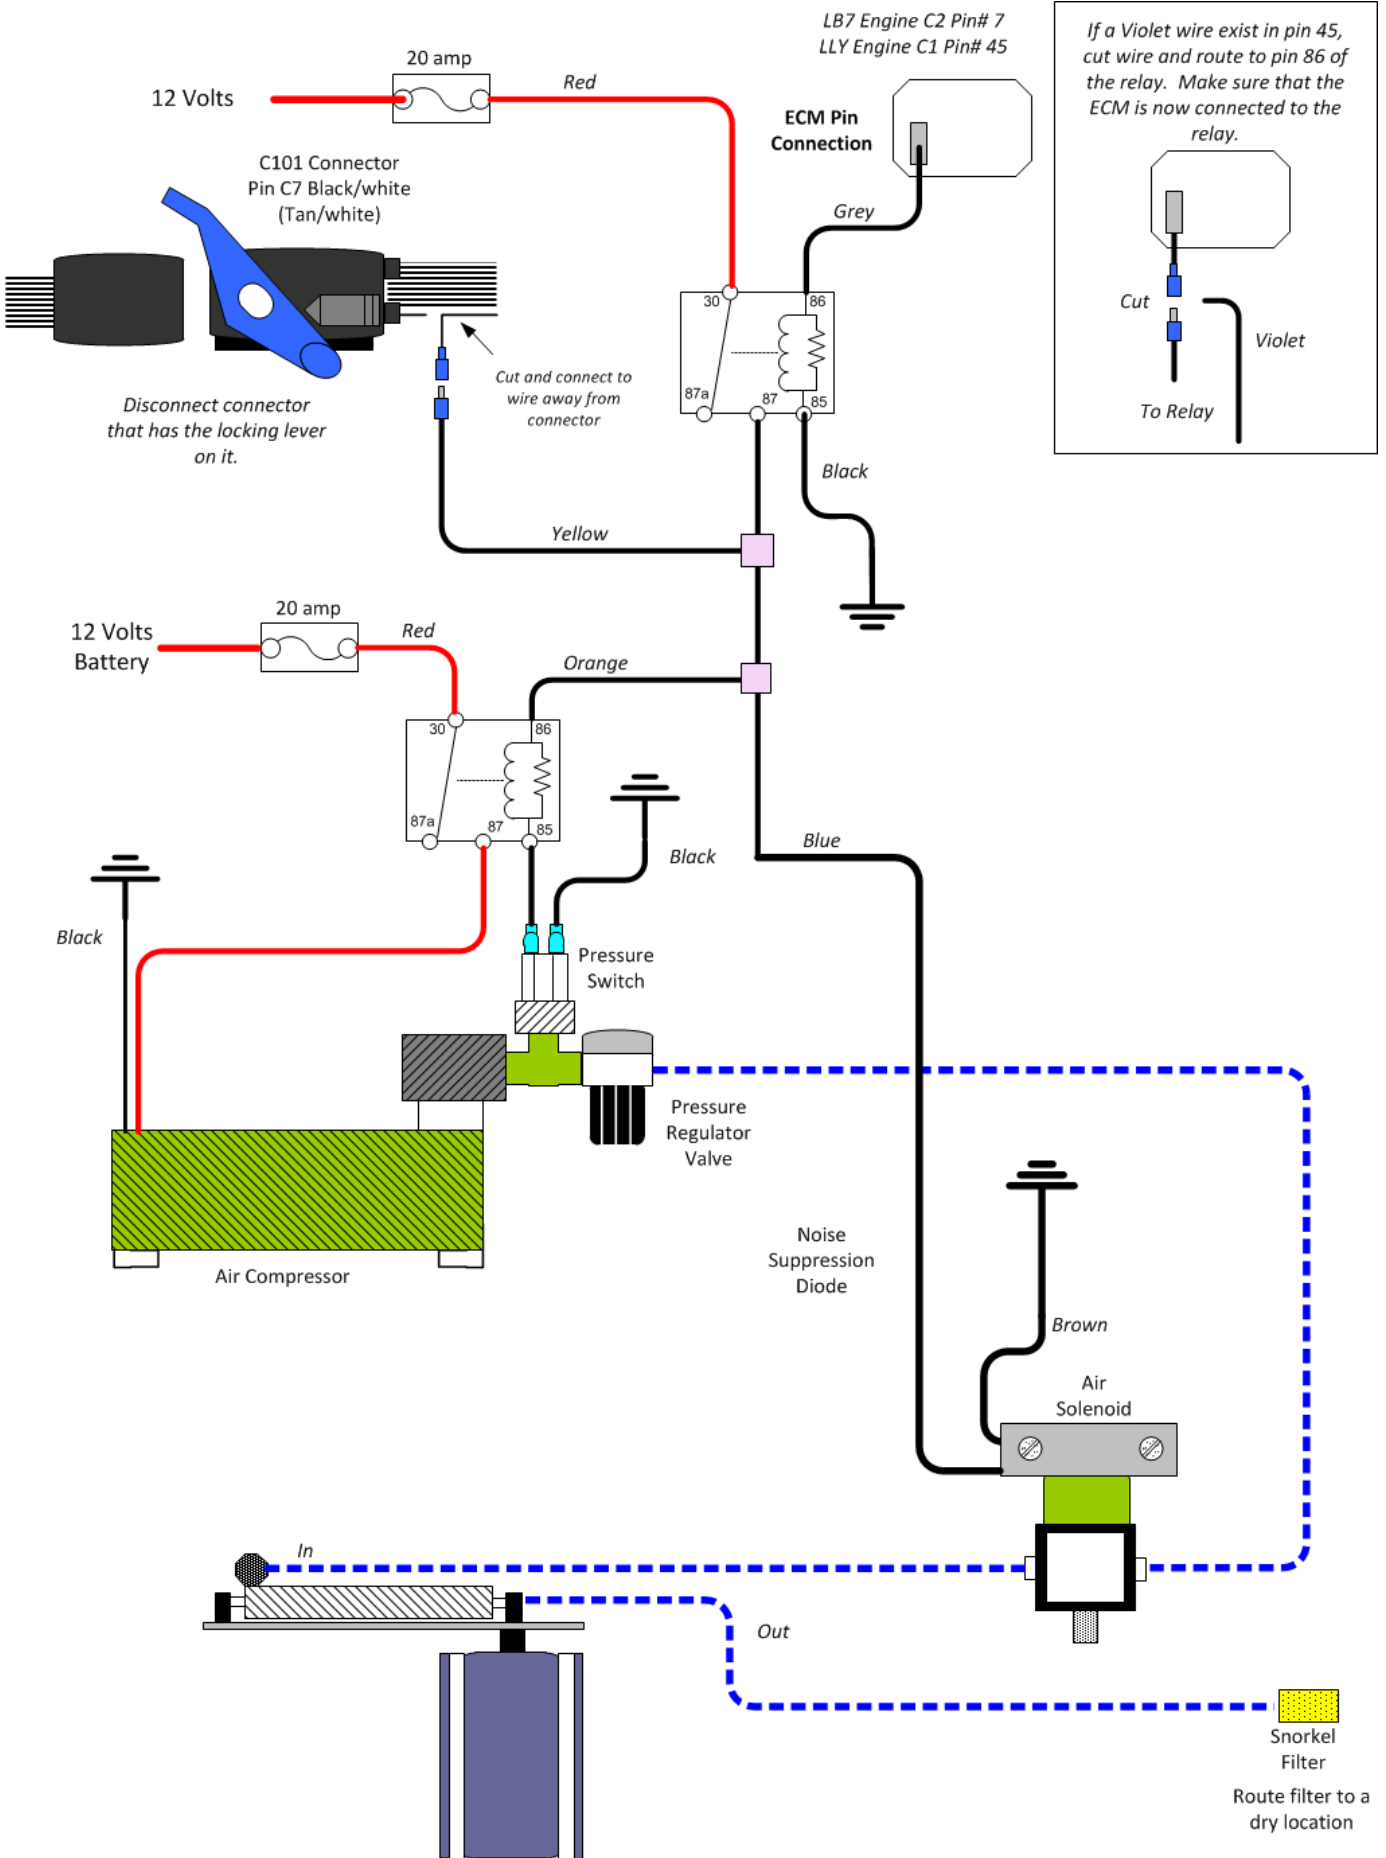 LB7 Engine C2 Pin# 7
LLY Engine C1 Pin# 45
If a Violet wire exist in pin 45,
cut wire and route to pin 86 of
the relay.  Make sure that the
ECM is now connected to the
relay.
Cut
Violet
To Relay
20 amp
12 Volts
Red
ECM Pin
Connection
Grey
C101 Connector
Pin C7 Black/white
(Tan/white)
Disconnect connector
that has the locking lever
on it.
Cut and connect to
wire away from
connector
30
86
87a
87
85
Black
Yellow
20 amp
12 Volts
Battery
Red
Orange
30
86
87a
87
85
Black
Blue
Black
Pressure
Switch
Pressure
Regulator
Valve
Air Compressor
Noise
Suppression
Diode
Brown
Air
Solenoid
In
Out
Snorkel
Filter
Route filter to a
dry location